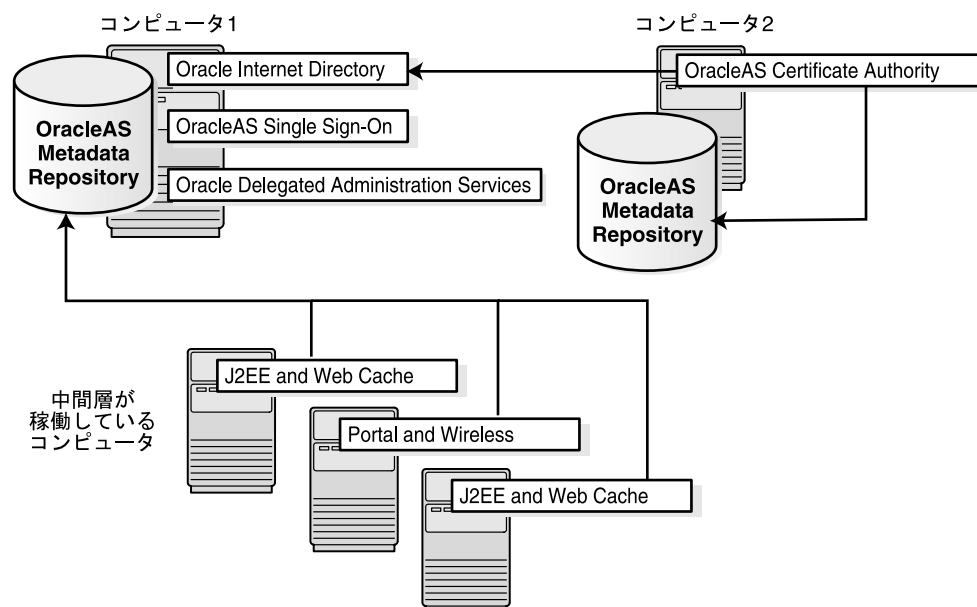 コンピュータ1
Oracle Internet Directory
OracleAS Single Sign-On
Oracle Delegated Administration Services
OracleAS
Metadata
Repository
コンピュータ2
OracleAS Certificate Authority
OracleAS
Metadata
Repository
中間層が
稼働している
コンピュータ
J2EE and Web Cache
Portal and Wireless
J2EE and Web Cache